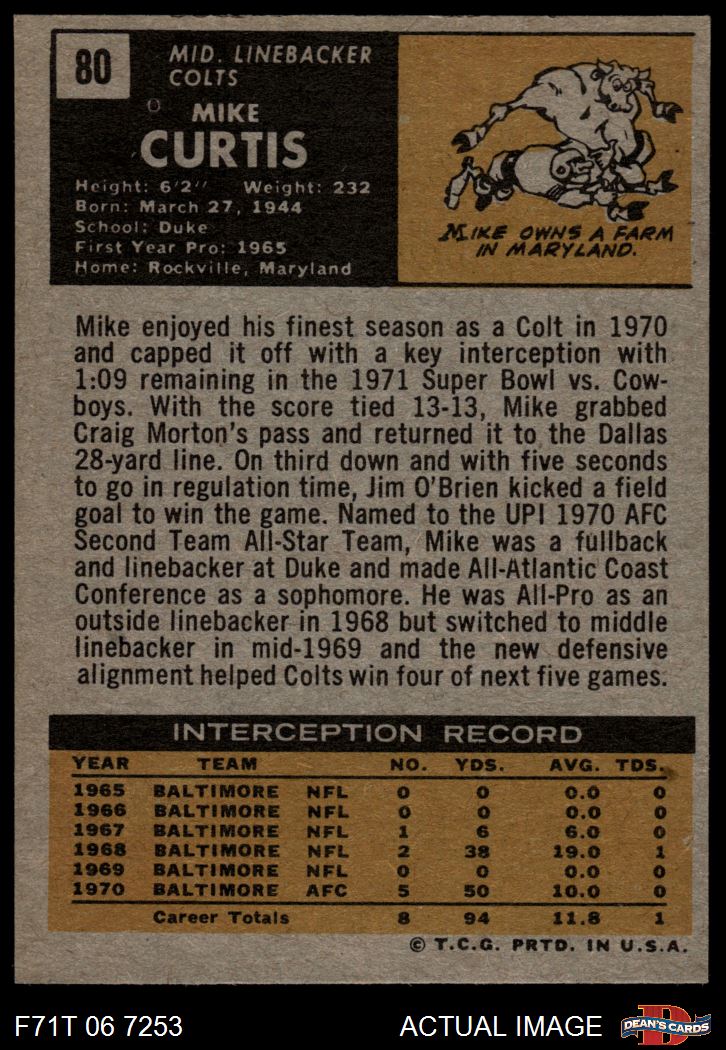 80
MID. LINEBACKER
COLTS
MIKE
CURTIS
Height: 6'2" Weight: 232
Born: March 27, 1944
School: Duke
First Year Pro: 1965
Home: Rockville, Maryland
MIKE OWNS A FARM
IN MARYLAND.
Mike enjoyed his finest season as a Colt in 1970
and capped it off with a key interception with
1:09 remaining in the 1971 Super Bowl vs. Cow-
boys. With the score tied 13-13, Mike grabbed
Craig Morton's pass and returned it to the Dallas
28-yard line. On third down and with five seconds
to go in regulation time, Jim O'Brien kicked a field
goal to win the game. Named to the UPI 1970 AFC
Second Team All-Star Team, Mike was a fullback
and linebacker at Duke and made All-Atlantic Coast
Conference as a sophomore. He was All-Pro as an
outside linebacker in 1968 but switched to middle
linebacker in mid-1969 and the new defensive
alignment helped Colts win four of next five games.
INTERCEPTION RECORD
YEAR TEAM NO. YDS. AVG. TDS.
1965 BALTIMORE NFL 0 0 0.0 0
1966 BALTIMORE NFL 0 0 0.0 0
1967 BALTIMORE NFL 1 6 6.0 0
1968 BALTIMORE NFL 2 38 19.0 1
1969 BALTIMORE NFL 0 0 0.0 0
1970 BALTIMORE AFC 5 50 10.0 0
Career Totals 8 94 11.8 1
© T.C.G. PRTD. IN U.S.A.
F71T 06 7253 ACTUAL IMAGE
D
DEAN'S CARDS